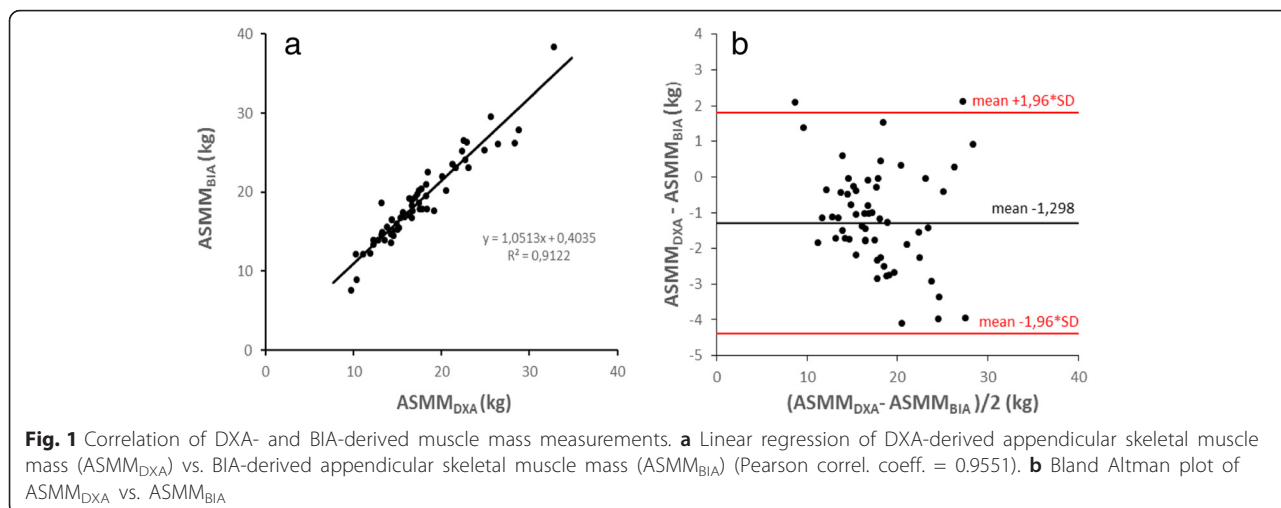 a
ASMM_BIA (kg)
40
30
20
10
0
y = 1,0513x + 0,4035
R² = 0,9122
0 10 20 30 40
ASMM_DXA (kg)
b
ASMM_DXA - ASMM_BIA (kg)
4
3
2
1
0
-1
-2
-3
-4
-5
mean +1,96*SD
mean -1,298
mean -1,96*SD
0 10 20 30 40
(ASMM_DXA- ASMM_BIA)/2 (kg)
Fig. 1 Correlation of DXA- and BIA-derived muscle mass measurements. a Linear regression of DXA-derived appendicular skeletal muscle
mass (ASMM_DXA) vs. BIA-derived appendicular skeletal muscle mass (ASMM_BIA) (Pearson correl. coeff. = 0.9551). b Bland Altman plot of
ASMM_DXA vs. ASMM_BIA